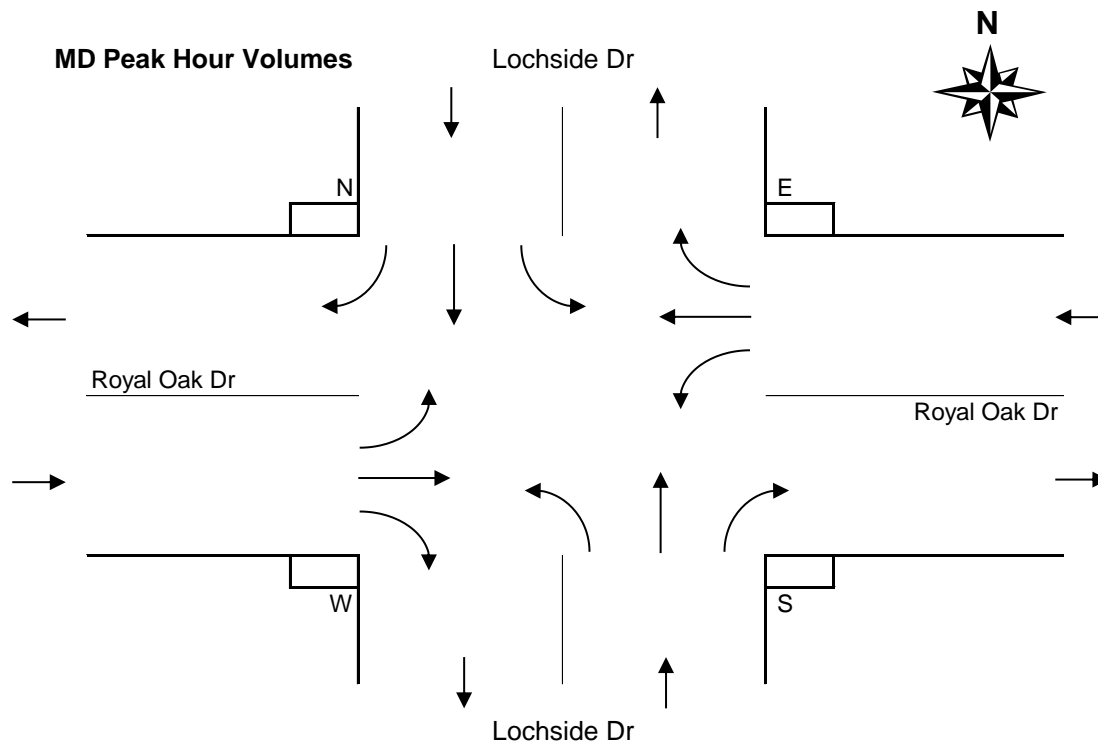 N
MD Peak Hour Volumes Lochside Dr
N E
Royal Oak Dr
Royal Oak Dr
W S
Lochside Dr